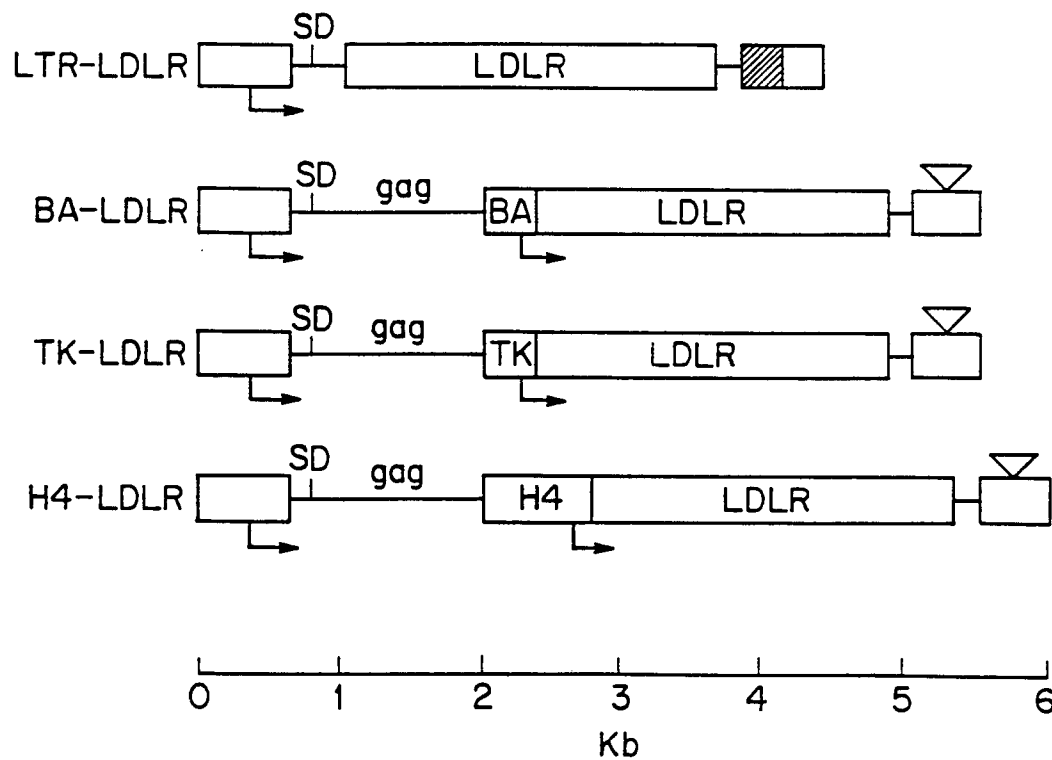 SD
LTR-LDLR LDLR
SD gag
BA-LDLR BA LDLR
SD gag
TK-LDLR TK LDLR
SD gag
H4-LDLR H4 LDLR
0 1 2 3 4 5 6
Kb